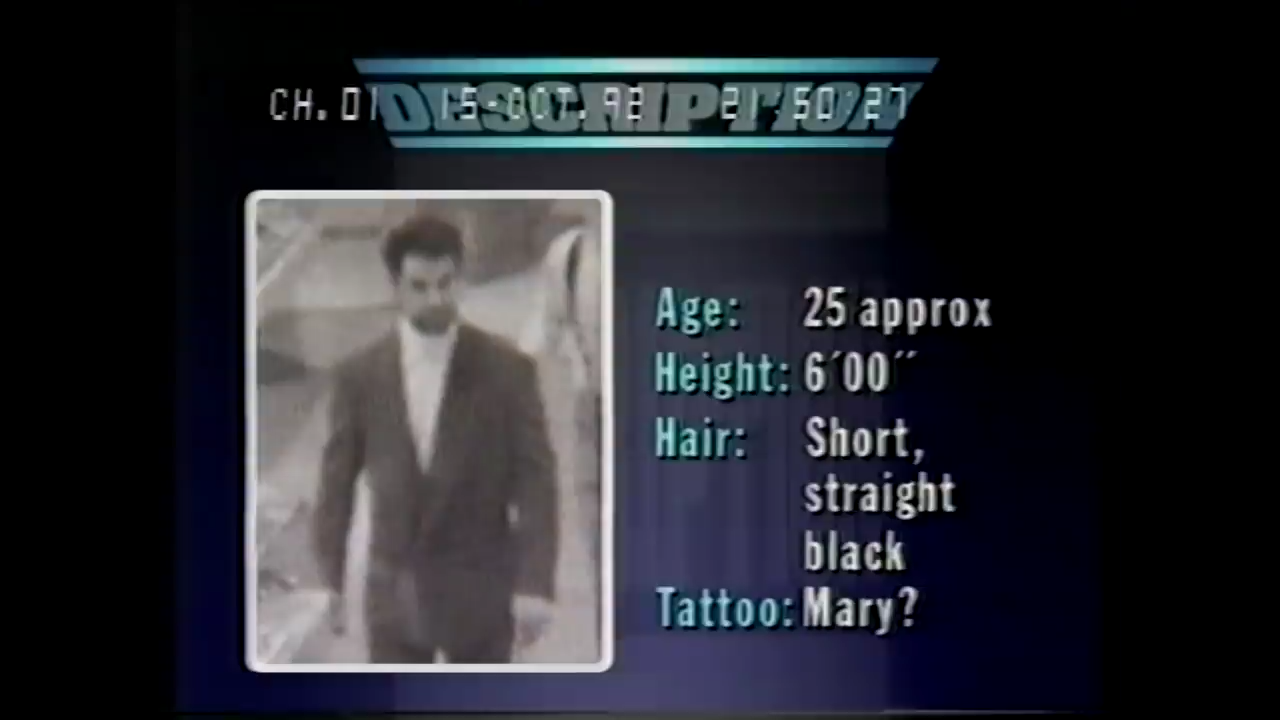 DESCRIPTION
CH.01 15-OCT.92 21:50:27
Age: 25 approx
Height: 6´00´´
Hair: Short,
straight
black
Tattoo: Mary?